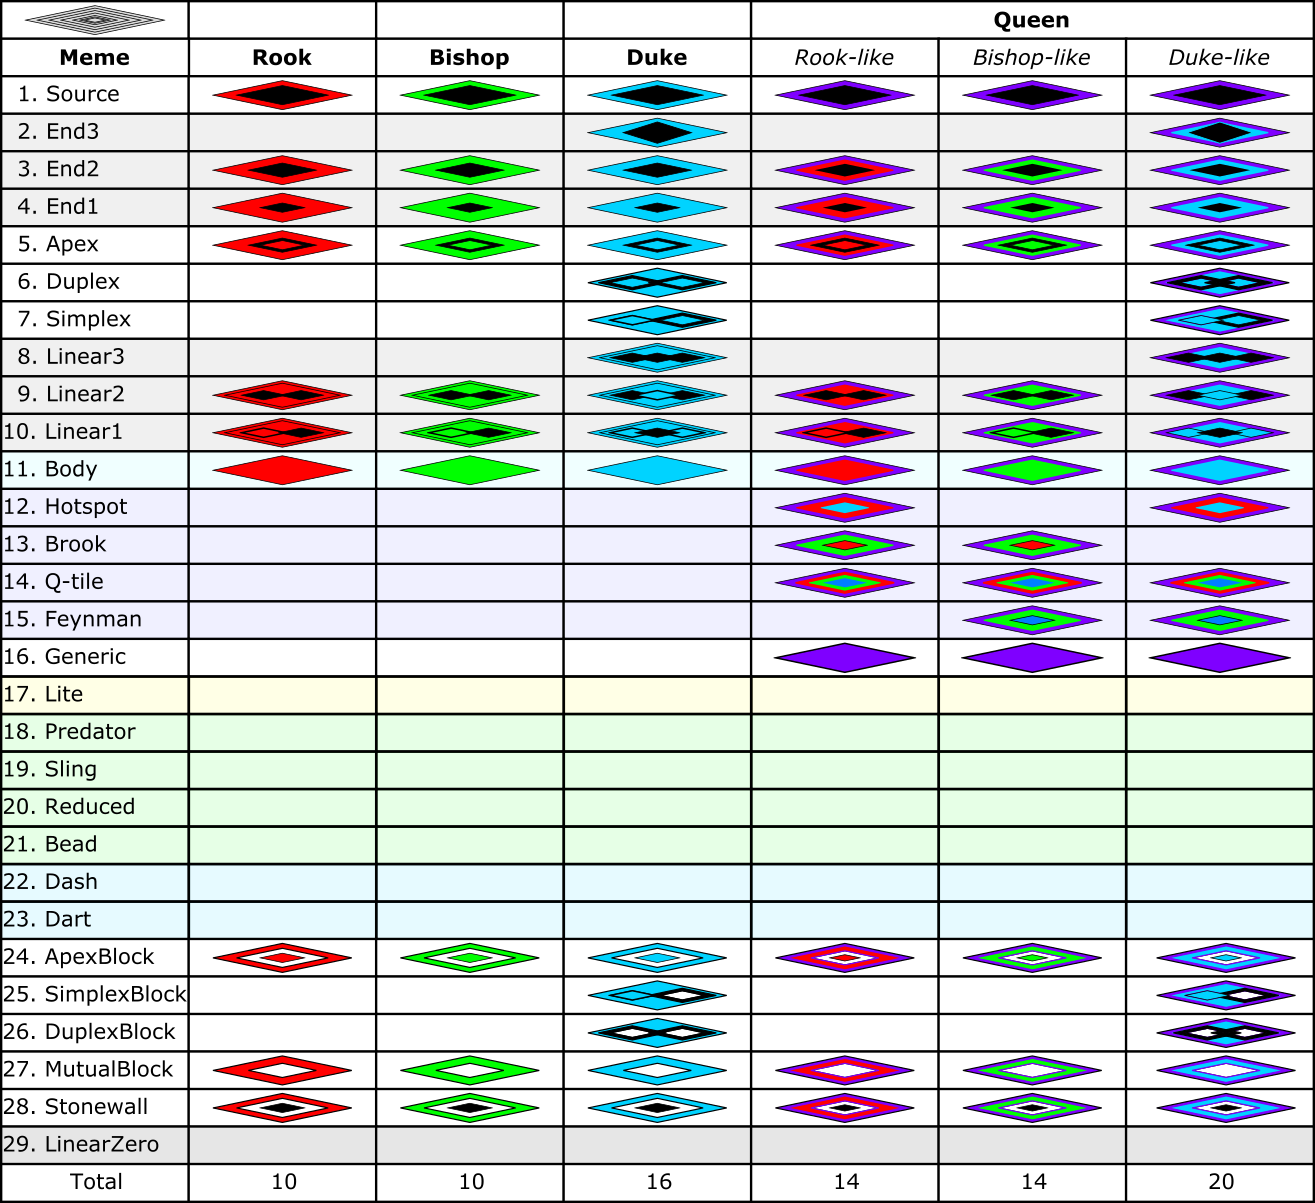 Queen
Meme Rook Bishop Duke Rook-like Bishop-like Duke-like
1. Source
2. End3
3. End2
4. End1
5. Apex
6. Duplex
7. Simplex
8. Linear3
9. Linear2
10. Linear1
11. Body
12. Hotspot
13. Brook
14. Q-tile
15. Feynman
16. Generic
17. Lite
18. Predator
19. Sling
20. Reduced
21. Bead
22. Dash
23. Dart
24. ApexBlock
25. SimplexBlock
26. DuplexBlock
27. MutualBlock
28. Stonewall
29. LinearZero
Total 10 10 16 14 14 20